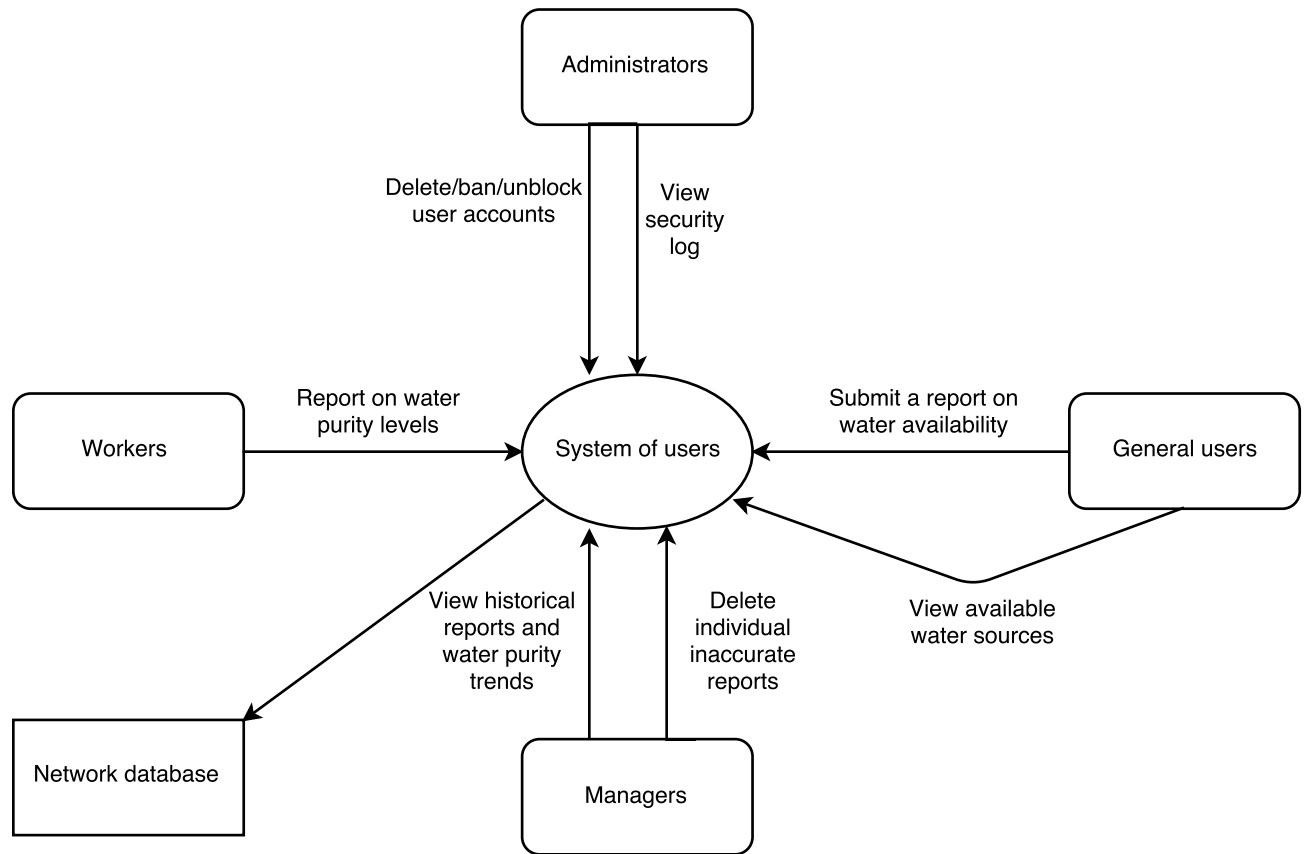 Administrators
Delete/ban/unblock
user accounts
View
security
log
Report on water
purity levels
Submit a report on
water availability
Workers
System of users
General users
View historical
reports and
water purity
trends
Delete
individual
inaccurate
reports
View available
water sources
Network database
Managers